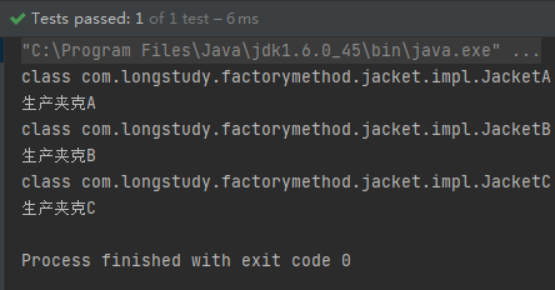 Tests passed: 1 of 1 test – 6 ms
"C:\Program Files\Java\jdk1.6.0_45\bin\java.exe" ...
class com.longstudy.factorymethod.jacket.impl.JacketA
生产夹克A
class com.longstudy.factorymethod.jacket.impl.JacketB
生产夹克B
class com.longstudy.factorymethod.jacket.impl.JacketC
生产夹克C
Process finished with exit code 0